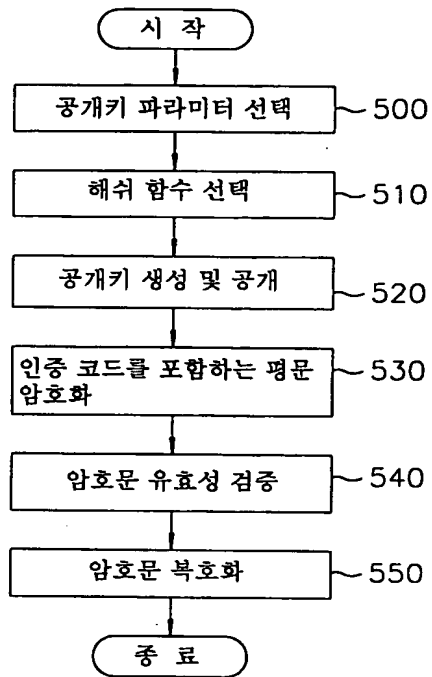 시 작
공개키 파라미터 선택 500
해쉬 함수 선택 510
공개키 생성 및 공개 520
인증 코드를 포함하는 평문 530
암호화
암호문 유효성 검증 540
암호문 복호화 550
종 료